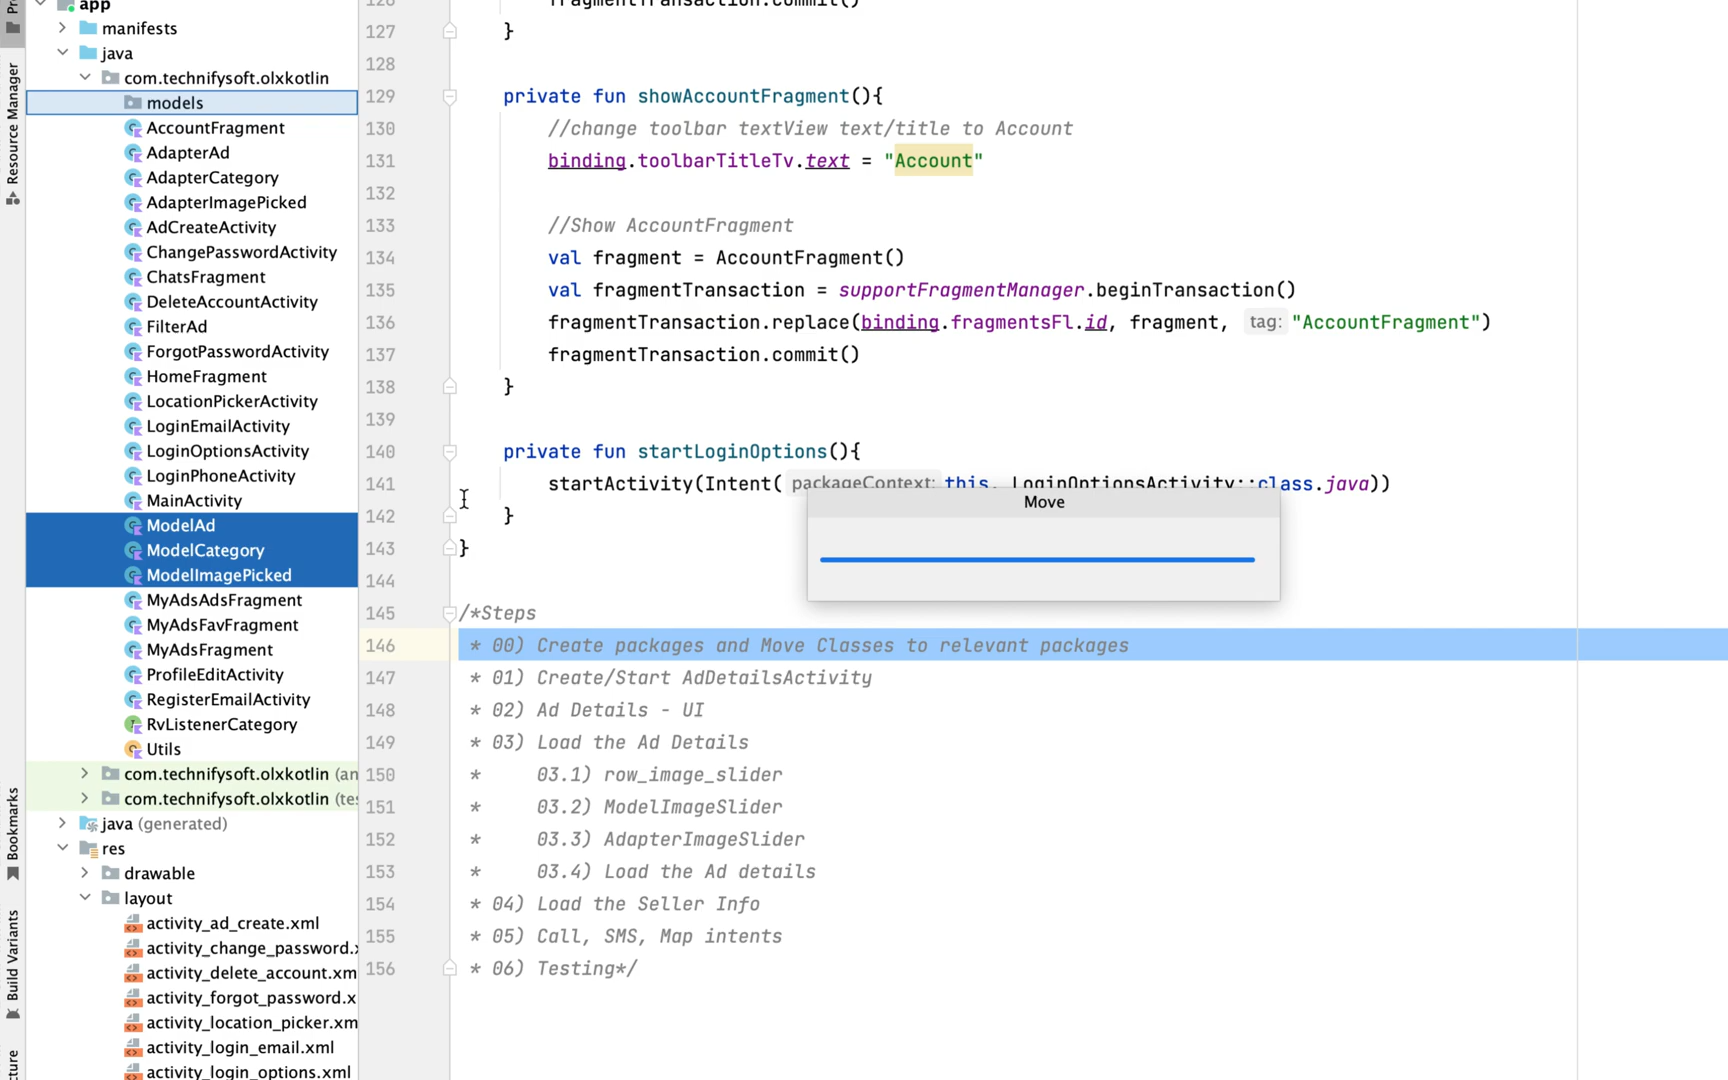 app
manifests
java
com.technifysoft.olxkotlin
models
AccountFragment
AdapterAd
AdapterCategory
AdapterImagePicked
AdCreateActivity
ChangePasswordActivity
ChatsFragment
DeleteAccountActivity
FilterAd
ForgotPasswordActivity
HomeFragment
LocationPickerActivity
LoginEmailActivity
LoginOptionsActivity
LoginPhoneActivity
MainActivity
ModelAd
ModelCategory
ModelImagePicked
MyAdsAdsFragment
MyAdsFavFragment
MyAdsFragment
ProfileEditActivity
RegisterEmailActivity
RvListenerCategory
Utils
com.technifysoft.olxkotlin (an
com.technifysoft.olxkotlin (tes
java (generated)
res
drawable
layout
activity_ad_create.xml
activity_change_password.x
activity_delete_account.xm
activity_forgot_password.x
activity_location_picker.xm
activity_login_email.xml
activity_login_options.xml
Resource Manager
Bookmarks
Build Variants
cture
126 fragmentTransaction.commit()
127 }
128
129 private fun showAccountFragment(){
130 //change toolbar textView text/title to Account
131 binding.toolbarTitleTv.text = "Account"
132
133 //Show AccountFragment
134 val fragment = AccountFragment()
135 val fragmentTransaction = supportFragmentManager.beginTransaction()
136 fragmentTransaction.replace(binding.fragmentsFl.id, fragment, tag: "AccountFragment")
137 fragmentTransaction.commit()
138 }
139
140 private fun startLoginOptions(){
141 startActivity(Intent( packageContext: this, LoginOptionsActivity::class.java))
142 }
143 }
144
145 /*Steps
146 * 00) Create packages and Move Classes to relevant packages
147 * 01) Create/Start AdDetailsActivity
148 * 02) Ad Details - UI
149 * 03) Load the Ad Details
150 * 03.1) row_image_slider
151 * 03.2) ModelImageSlider
152 * 03.3) AdapterImageSlider
153 * 03.4) Load the Ad details
154 * 04) Load the Seller Info
155 * 05) Call, SMS, Map intents
156 * 06) Testing*/
Move